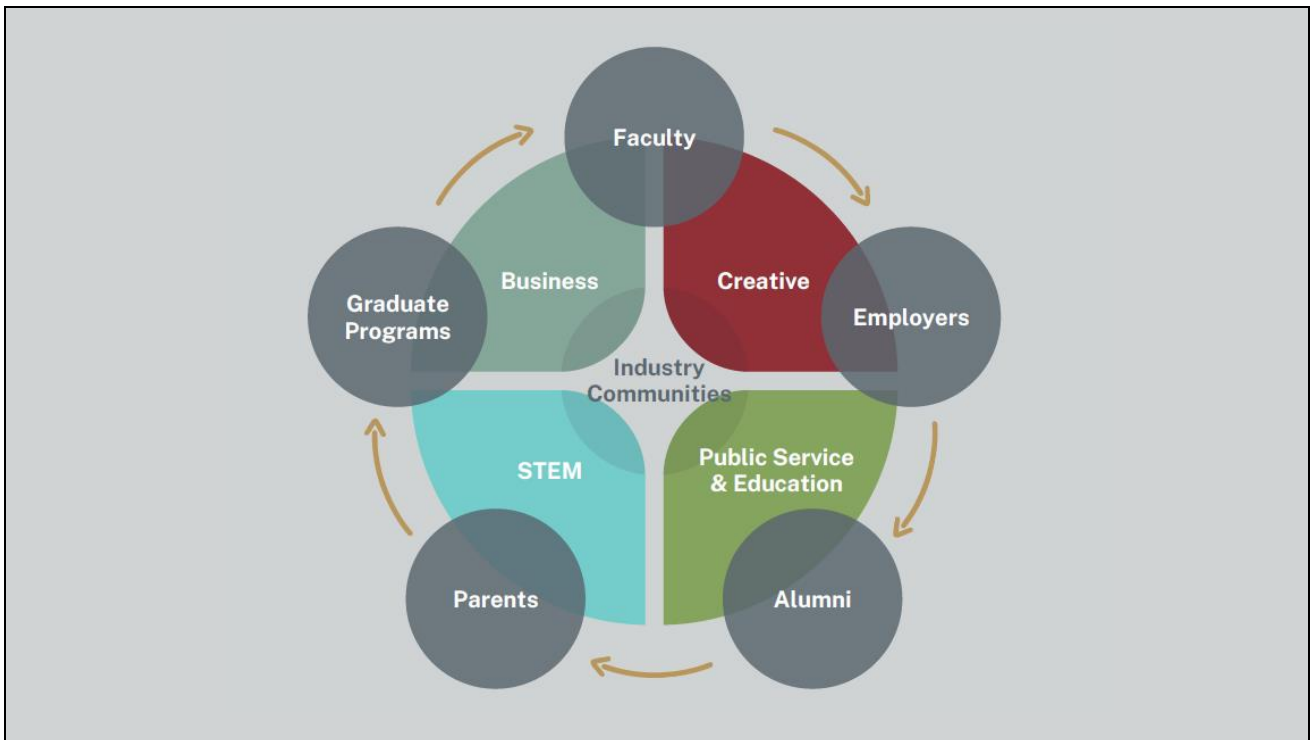 Faculty
Business
Creative
Graduate
Programs
Employers
Industry
Communities
STEM
Public Service
& Education
Parents
Alumni